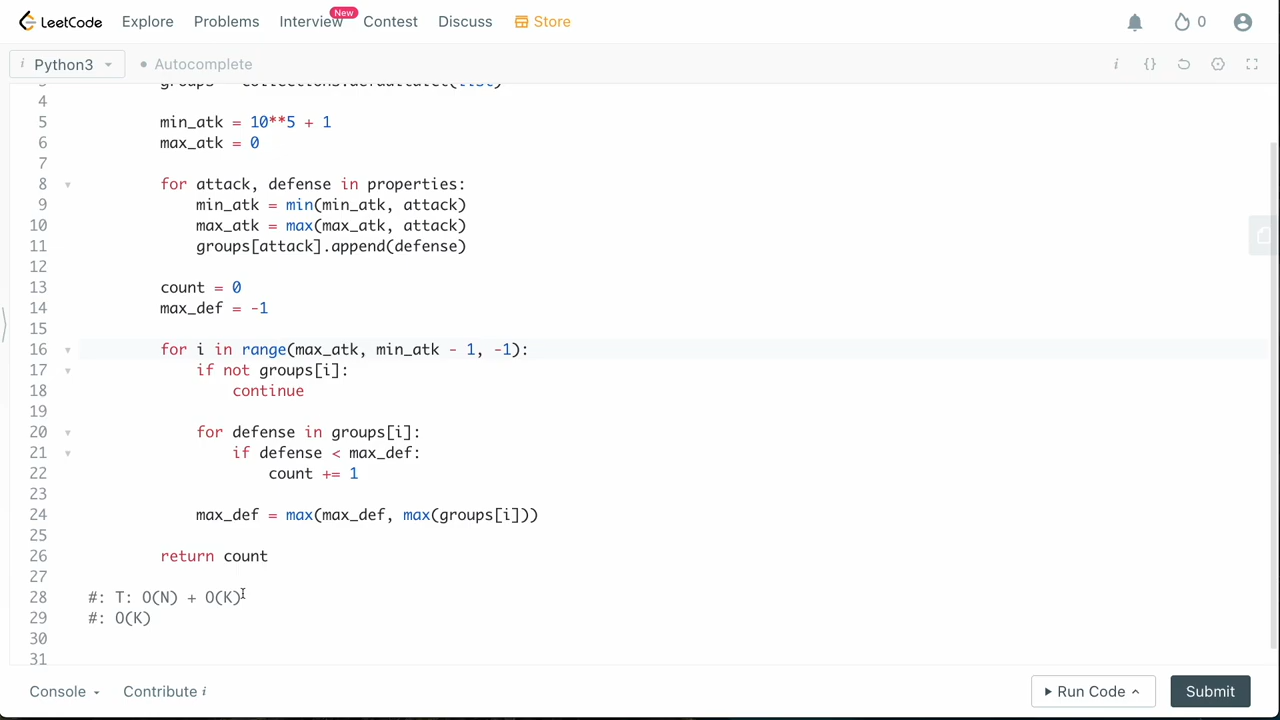 LeetCode Explore Problems Interview New Contest Discuss Store 0
i Python3 Autocomplete i {}
4
5 min_atk = 10**5 + 1
6 max_atk = 0
7
8 for attack, defense in properties:
9 min_atk = min(min_atk, attack)
10 max_atk = max(max_atk, attack)
11 groups[attack].append(defense)
12
13 count = 0
14 max_def = -1
15
16 for i in range(max_atk, min_atk - 1, -1):
17 if not groups[i]:
18 continue
19
20 for defense in groups[i]:
21 if defense < max_def:
22 count += 1
23
24 max_def = max(max_def, max(groups[i]))
25
26 return count
27
28 #: T: O(N) + O(K)
29 #: O(K)
30
31
Console Contribute i Run Code Submit